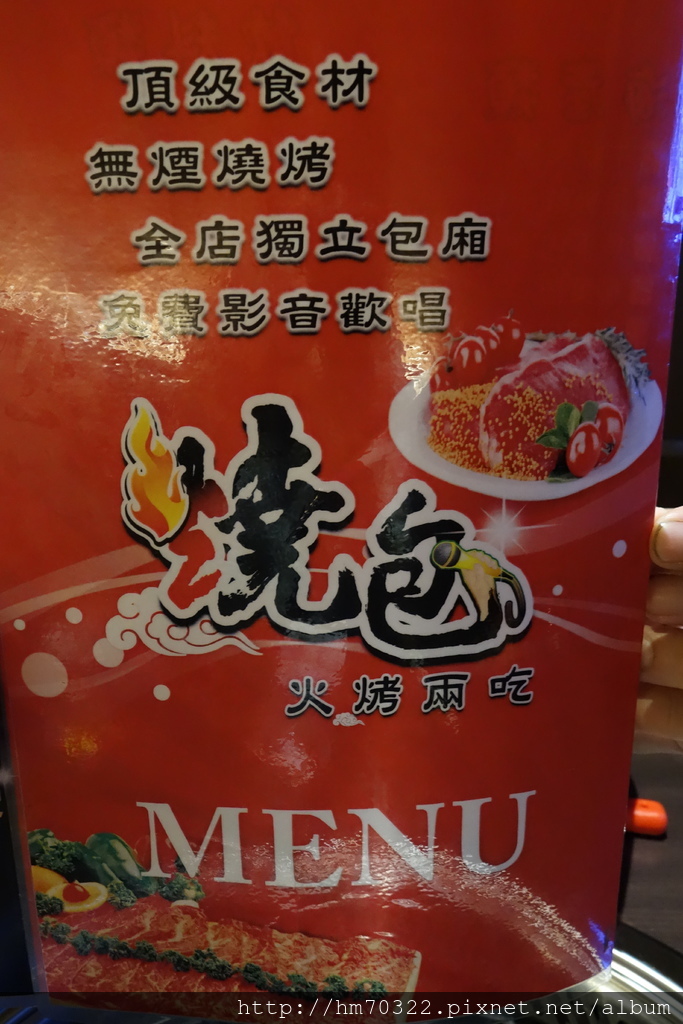 頂級食材
無煙燒烤
全店獨立包廂
免費影音歡唱
燒包
火烤兩吃
MENU
http://hm70322.pixnet.net/album